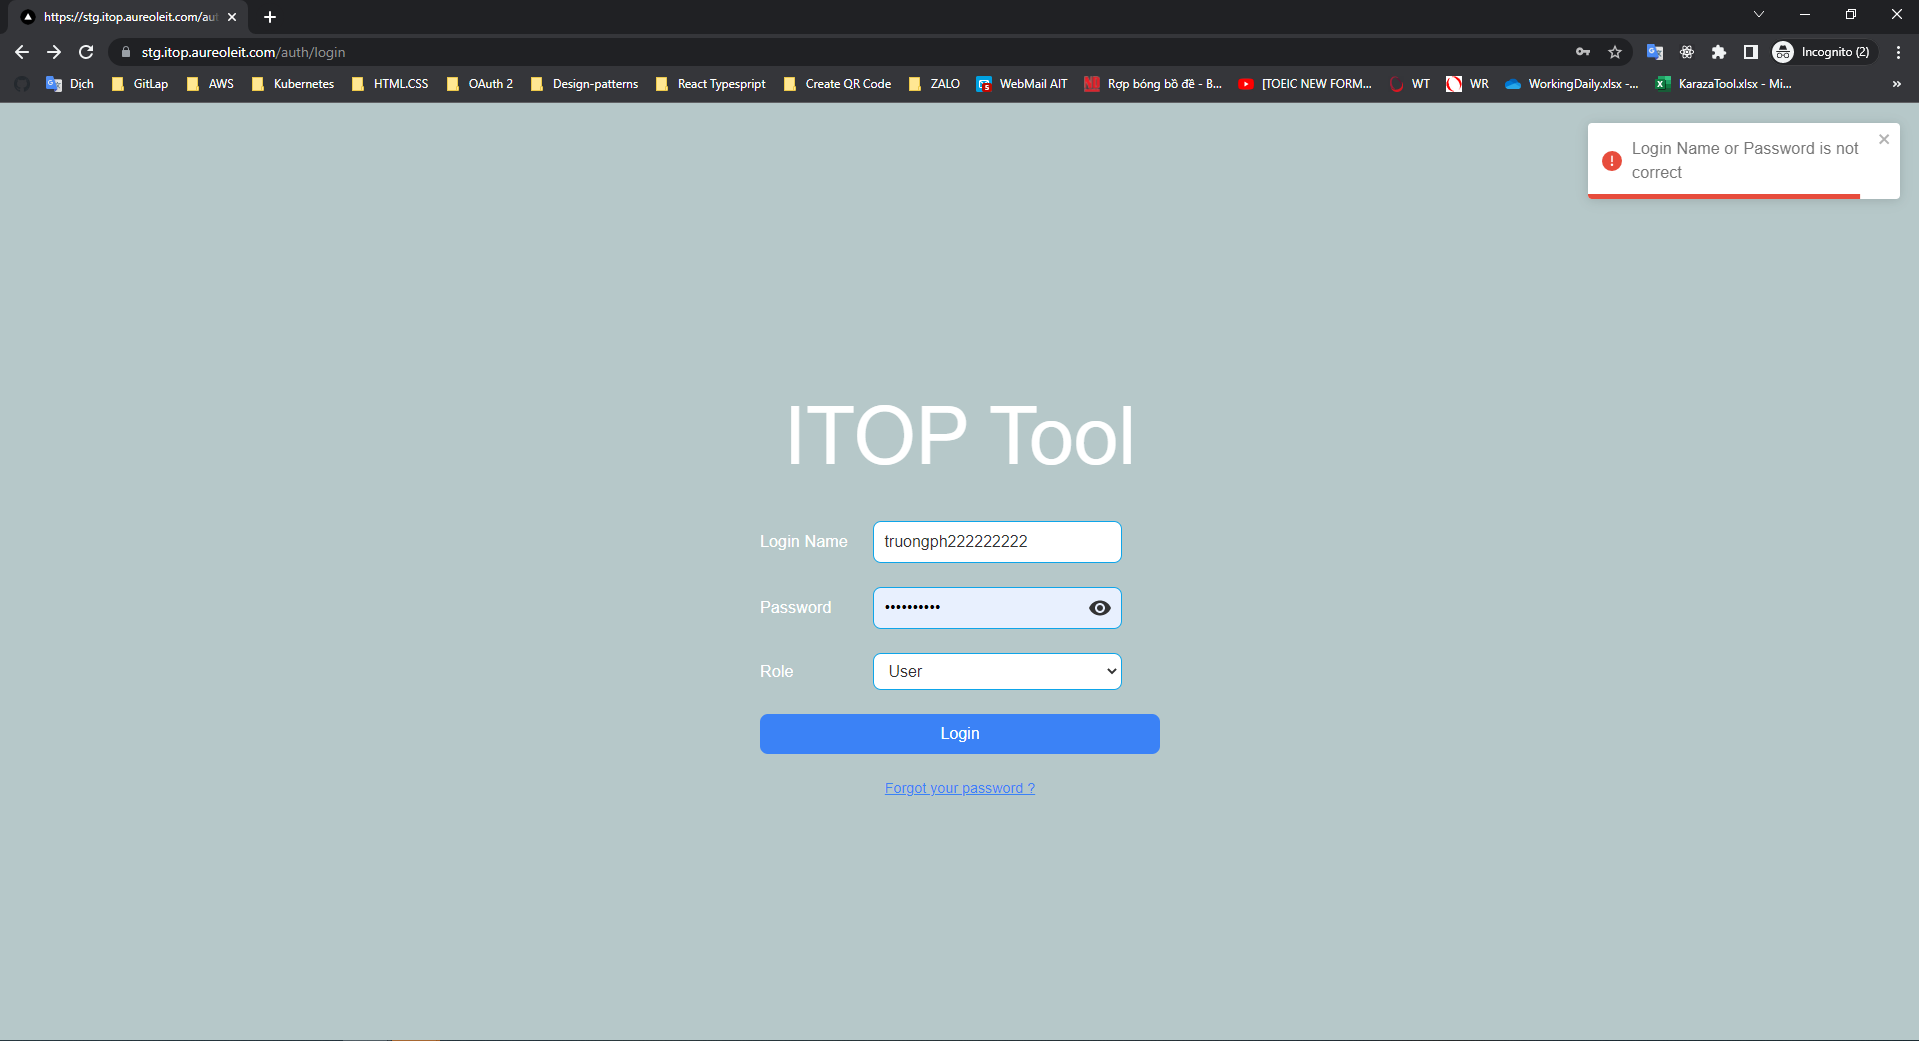 https://stg.itop.aureoleit.com/aut
stg.itop.aureoleit.com/auth/login
Incognito (2)
Dịch GitLap AWS Kubernetes HTML.CSS OAuth 2 Design-patterns React Typespript Create QR Code ZALO WebMail AIT Rợp bóng bồ đề - B... [TOEIC NEW FORM... WT WR WorkingDaily.xlsx -... KarazaTool.xlsx - Mi... »
Login Name or Password is not
correct
ITOP Tool
Login Name truongph222222222
Password ••••••••••
Role User
Login
Forgot your password ?